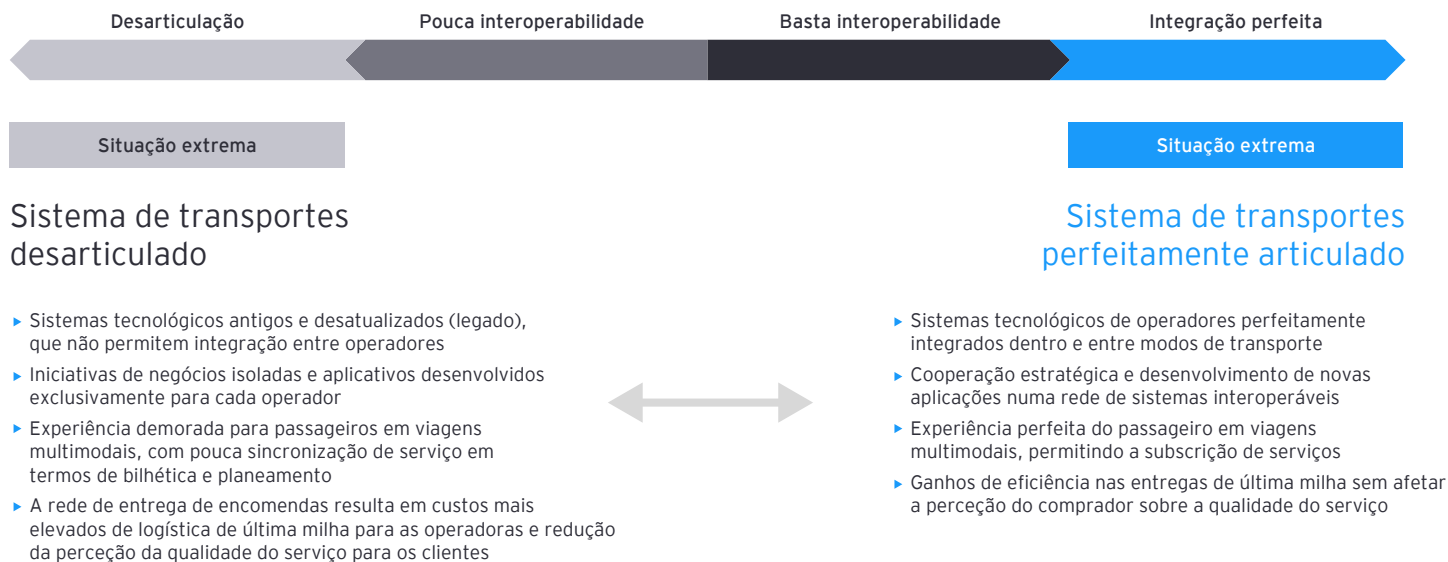 Desarticulação
Pouca interoperabilidade
Basta interoperabilidade
Integração perfeita
Situação extrema
Situação extrema
Sistema de transportes
desarticulado
Sistema de transportes
perfeitamente articulado
Sistemas tecnológicos antigos e desatualizados (legado),
que não permitem integração entre operadores
Iniciativas de negócios isoladas e aplicativos desenvolvidos
exclusivamente para cada operador
Experiência demorada para passageiros em viagens
multimodais, com pouca sincronização de serviço em
termos de bilhética e planeamento
A rede de entrega de encomendas resulta em custos mais
elevados de logística de última milha para as operadoras e redução
da perceção da qualidade do serviço para os clientes
Sistemas tecnológicos de operadores perfeitamente
integrados dentro e entre modos de transporte
Cooperação estratégica e desenvolvimento de novas
aplicações numa rede de sistemas interoperáveis
Experiência perfeita do passageiro em viagens
multimodais, permitindo a subscrição de serviços
Ganhos de eficiência nas entregas de última milha sem afetar
a perceção do comprador sobre a qualidade do serviço